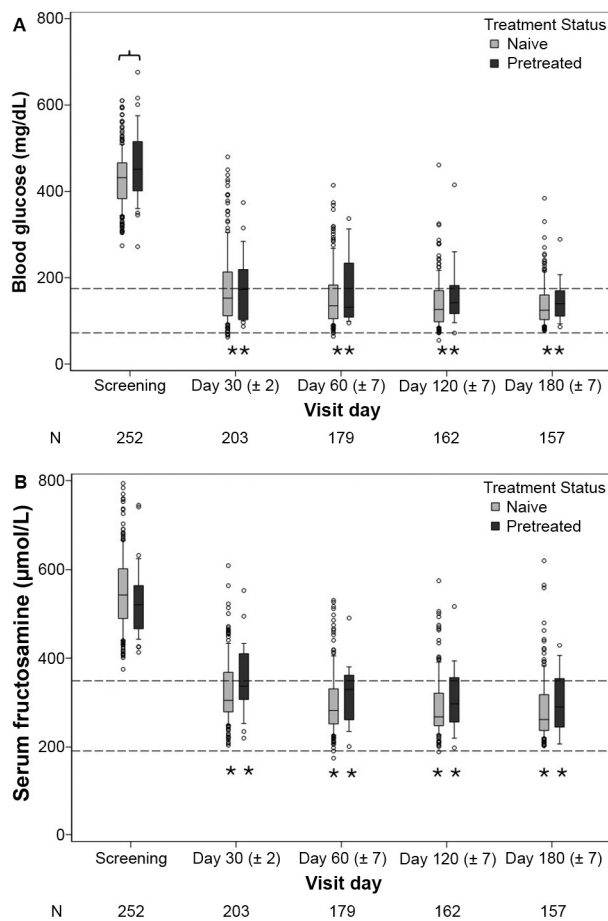 A
800
600
400
200
0
Blood glucose (mg/dL)
Treatment Status
Naive
Pretreated
* * * * * * * *
Screening Day 30 (± 2) Day 60 (± 7) Day 120 (± 7) Day 180 (± 7)
Visit day
N 252 203 179 162 157
B
800
600
400
200
0
Serum fructosamine (µmol/L)
Treatment Status
Naive
Pretreated
* * * * * * * *
Screening Day 30 (± 2) Day 60 (± 7) Day 120 (± 7) Day 180 (± 7)
Visit day
N 252 203 179 162 157